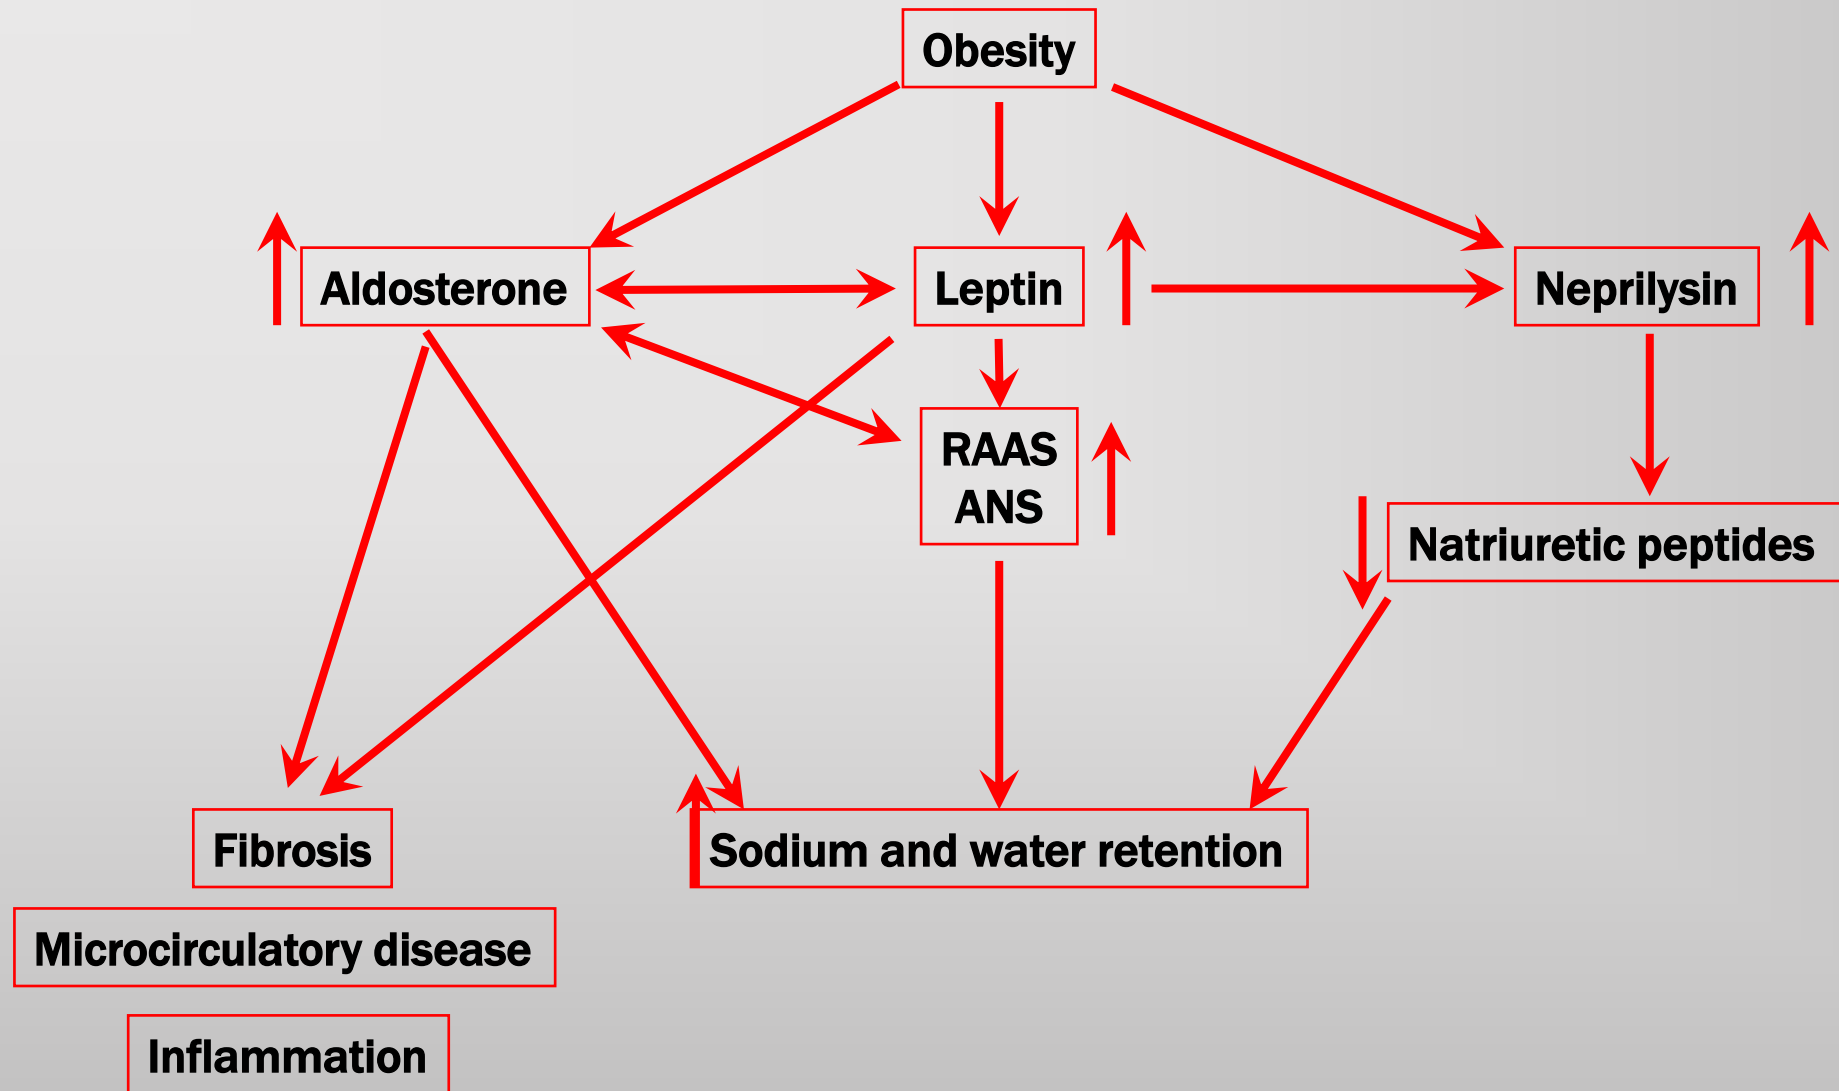 Obesity
Aldosterone
Leptin
Neprilysin
RAAS
ANS
Natriuretic peptides
Fibrosis
Sodium and water retention
Microcirculatory disease
Inflammation